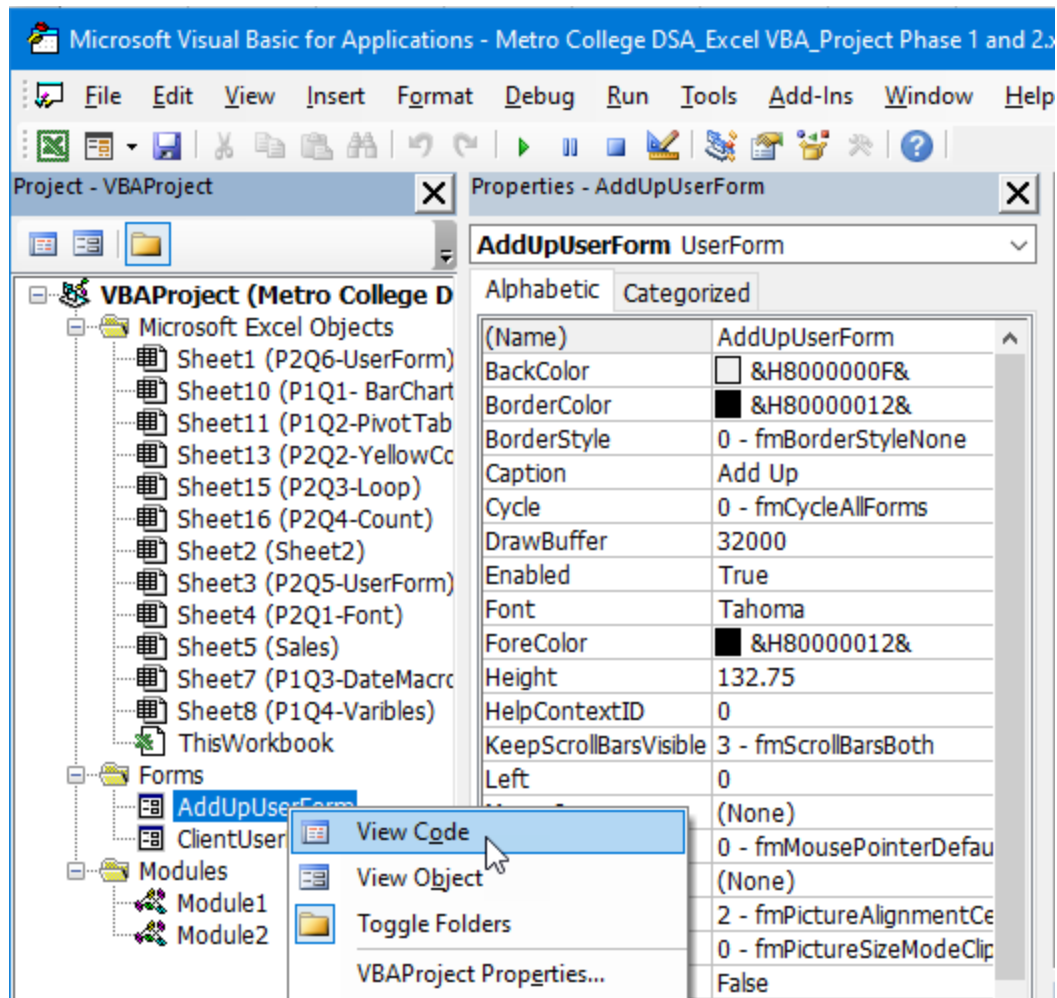 Microsoft Visual Basic for Applications - Metro College DSA_Excel VBA_Project Phase 1 and 2.x
File Edit View Insert Format Debug Run Tools Add-Ins Window Help
Project - VBAProject
VBAProject (Metro College D
Microsoft Excel Objects
Sheet1 (P2Q6-UserForm)
Sheet10 (P1Q1- BarChart
Sheet11 (P1Q2-PivotTab
Sheet13 (P2Q2-YellowCo
Sheet15 (P2Q3-Loop)
Sheet16 (P2Q4-Count)
Sheet2 (Sheet2)
Sheet3 (P2Q5-UserForm)
Sheet4 (P2Q1-Font)
Sheet5 (Sales)
Sheet7 (P1Q3-DateMacro
Sheet8 (P1Q4-Varibles)
ThisWorkbook
Forms
AddUpUserForm
ClientUser
Modules
Module1
Module2
View Code
View Object
Toggle Folders
VBAProject Properties...
Properties - AddUpUserForm
AddUpUserForm UserForm
Alphabetic Categorized
(Name) AddUpUserForm
BackColor &H8000000F&
BorderColor &H80000012&
BorderStyle 0 - fmBorderStyleNone
Caption Add Up
Cycle 0 - fmCycleAllForms
DrawBuffer 32000
Enabled True
Font Tahoma
ForeColor &H80000012&
Height 132.75
HelpContextID 0
KeepScrollBarsVisible 3 - fmScrollBarsBoth
Left 0
(None)
0 - fmMousePointerDefau
(None)
2 - fmPictureAlignmentCe
0 - fmPictureSizeModeClip
False